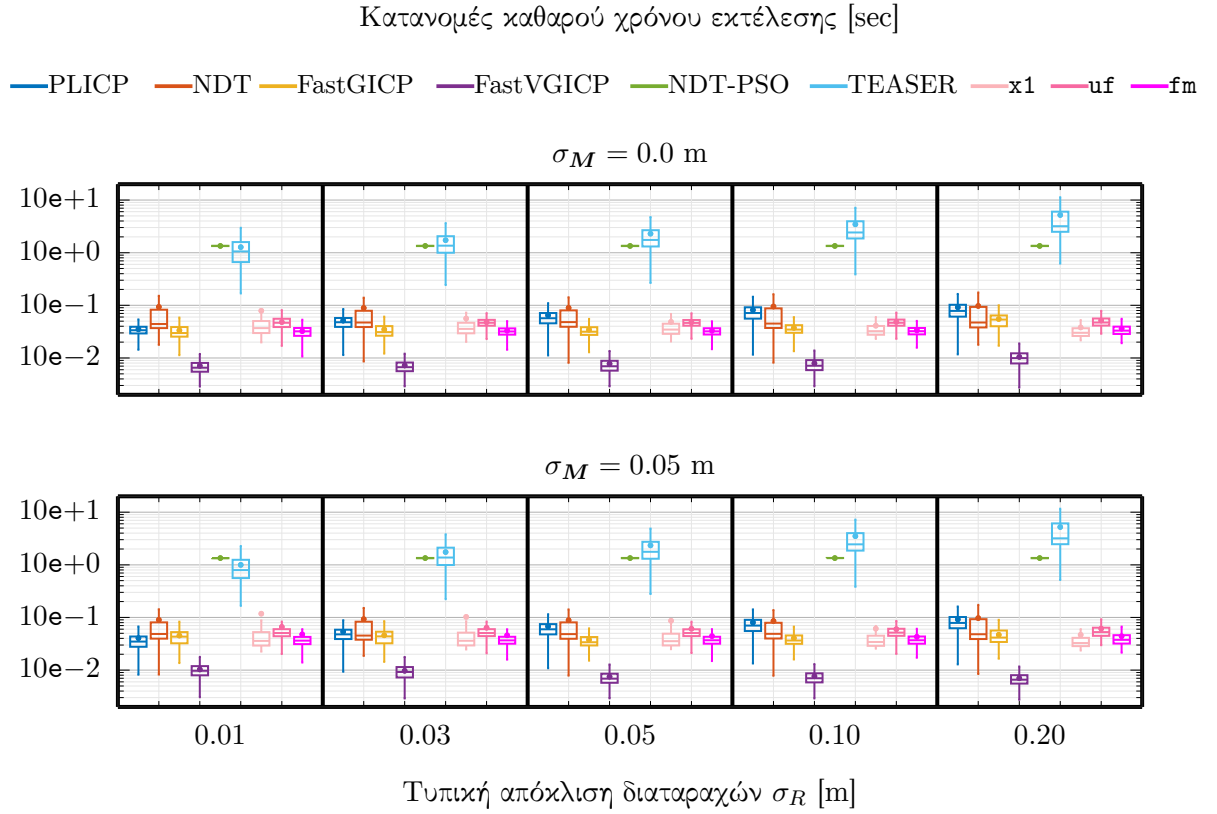 Κατανομές καθαρού χρόνου εκτέλεσης [sec]
PLICP NDT FastGICP FastVGICP NDT-PSO TEASER x1 uf fm
σ_M = 0.0 m
10e+1
10e+0
10e−1
10e−2
σ_M = 0.05 m
10e+1
10e+0
10e−1
10e−2
0.01 0.03 0.05 0.10 0.20
Τυπική απόκλιση διαταραχών σ_R [m]